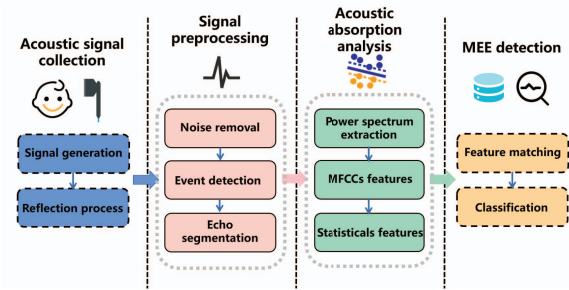 Acoustic signal
collection
Signal generation
Reflection process
Signal
preprocessing
Noise removal
Event detection
Echo
segmentation
Acoustic
absorption
analysis
Power spectrum
extraction
MFCCs features
Statisticals features
MEE detection
Feature matching
Classification